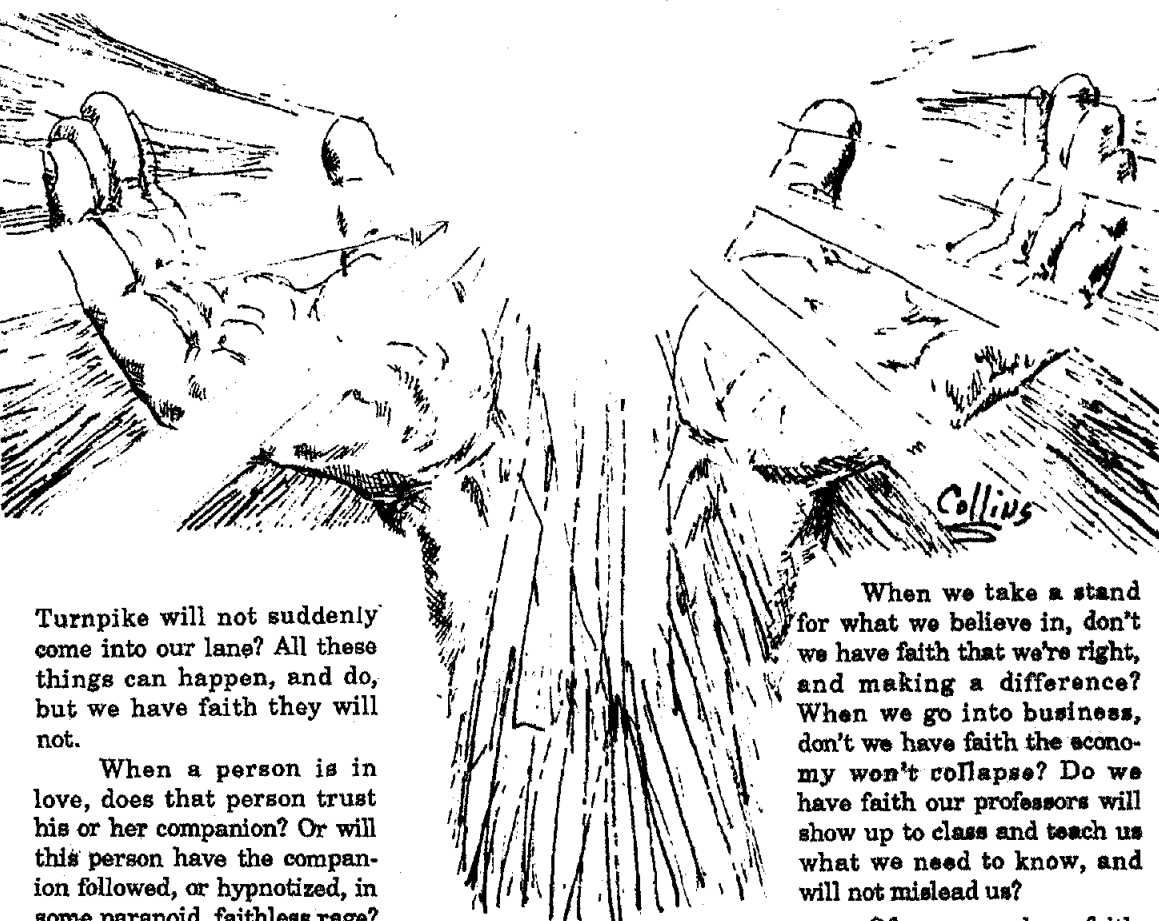 Collins
Turnpike will not suddenly
come into our lane? All these
things can happen, and do,
but we have faith they will
not.
When a person is in
love, does that person trust
his or her companion? Or will
this person have the compan-
ion followed, or hypnotized, in
some paranoid, faithless rage?
When we take a stand
for what we believe in, don't
we have faith that we're right,
and making a difference?
When we go into business,
don't we have faith the econo-
my won't collapse? Do we
have faith our professors will
show up to class and teach us
what we need to know, and
will not mislead us?